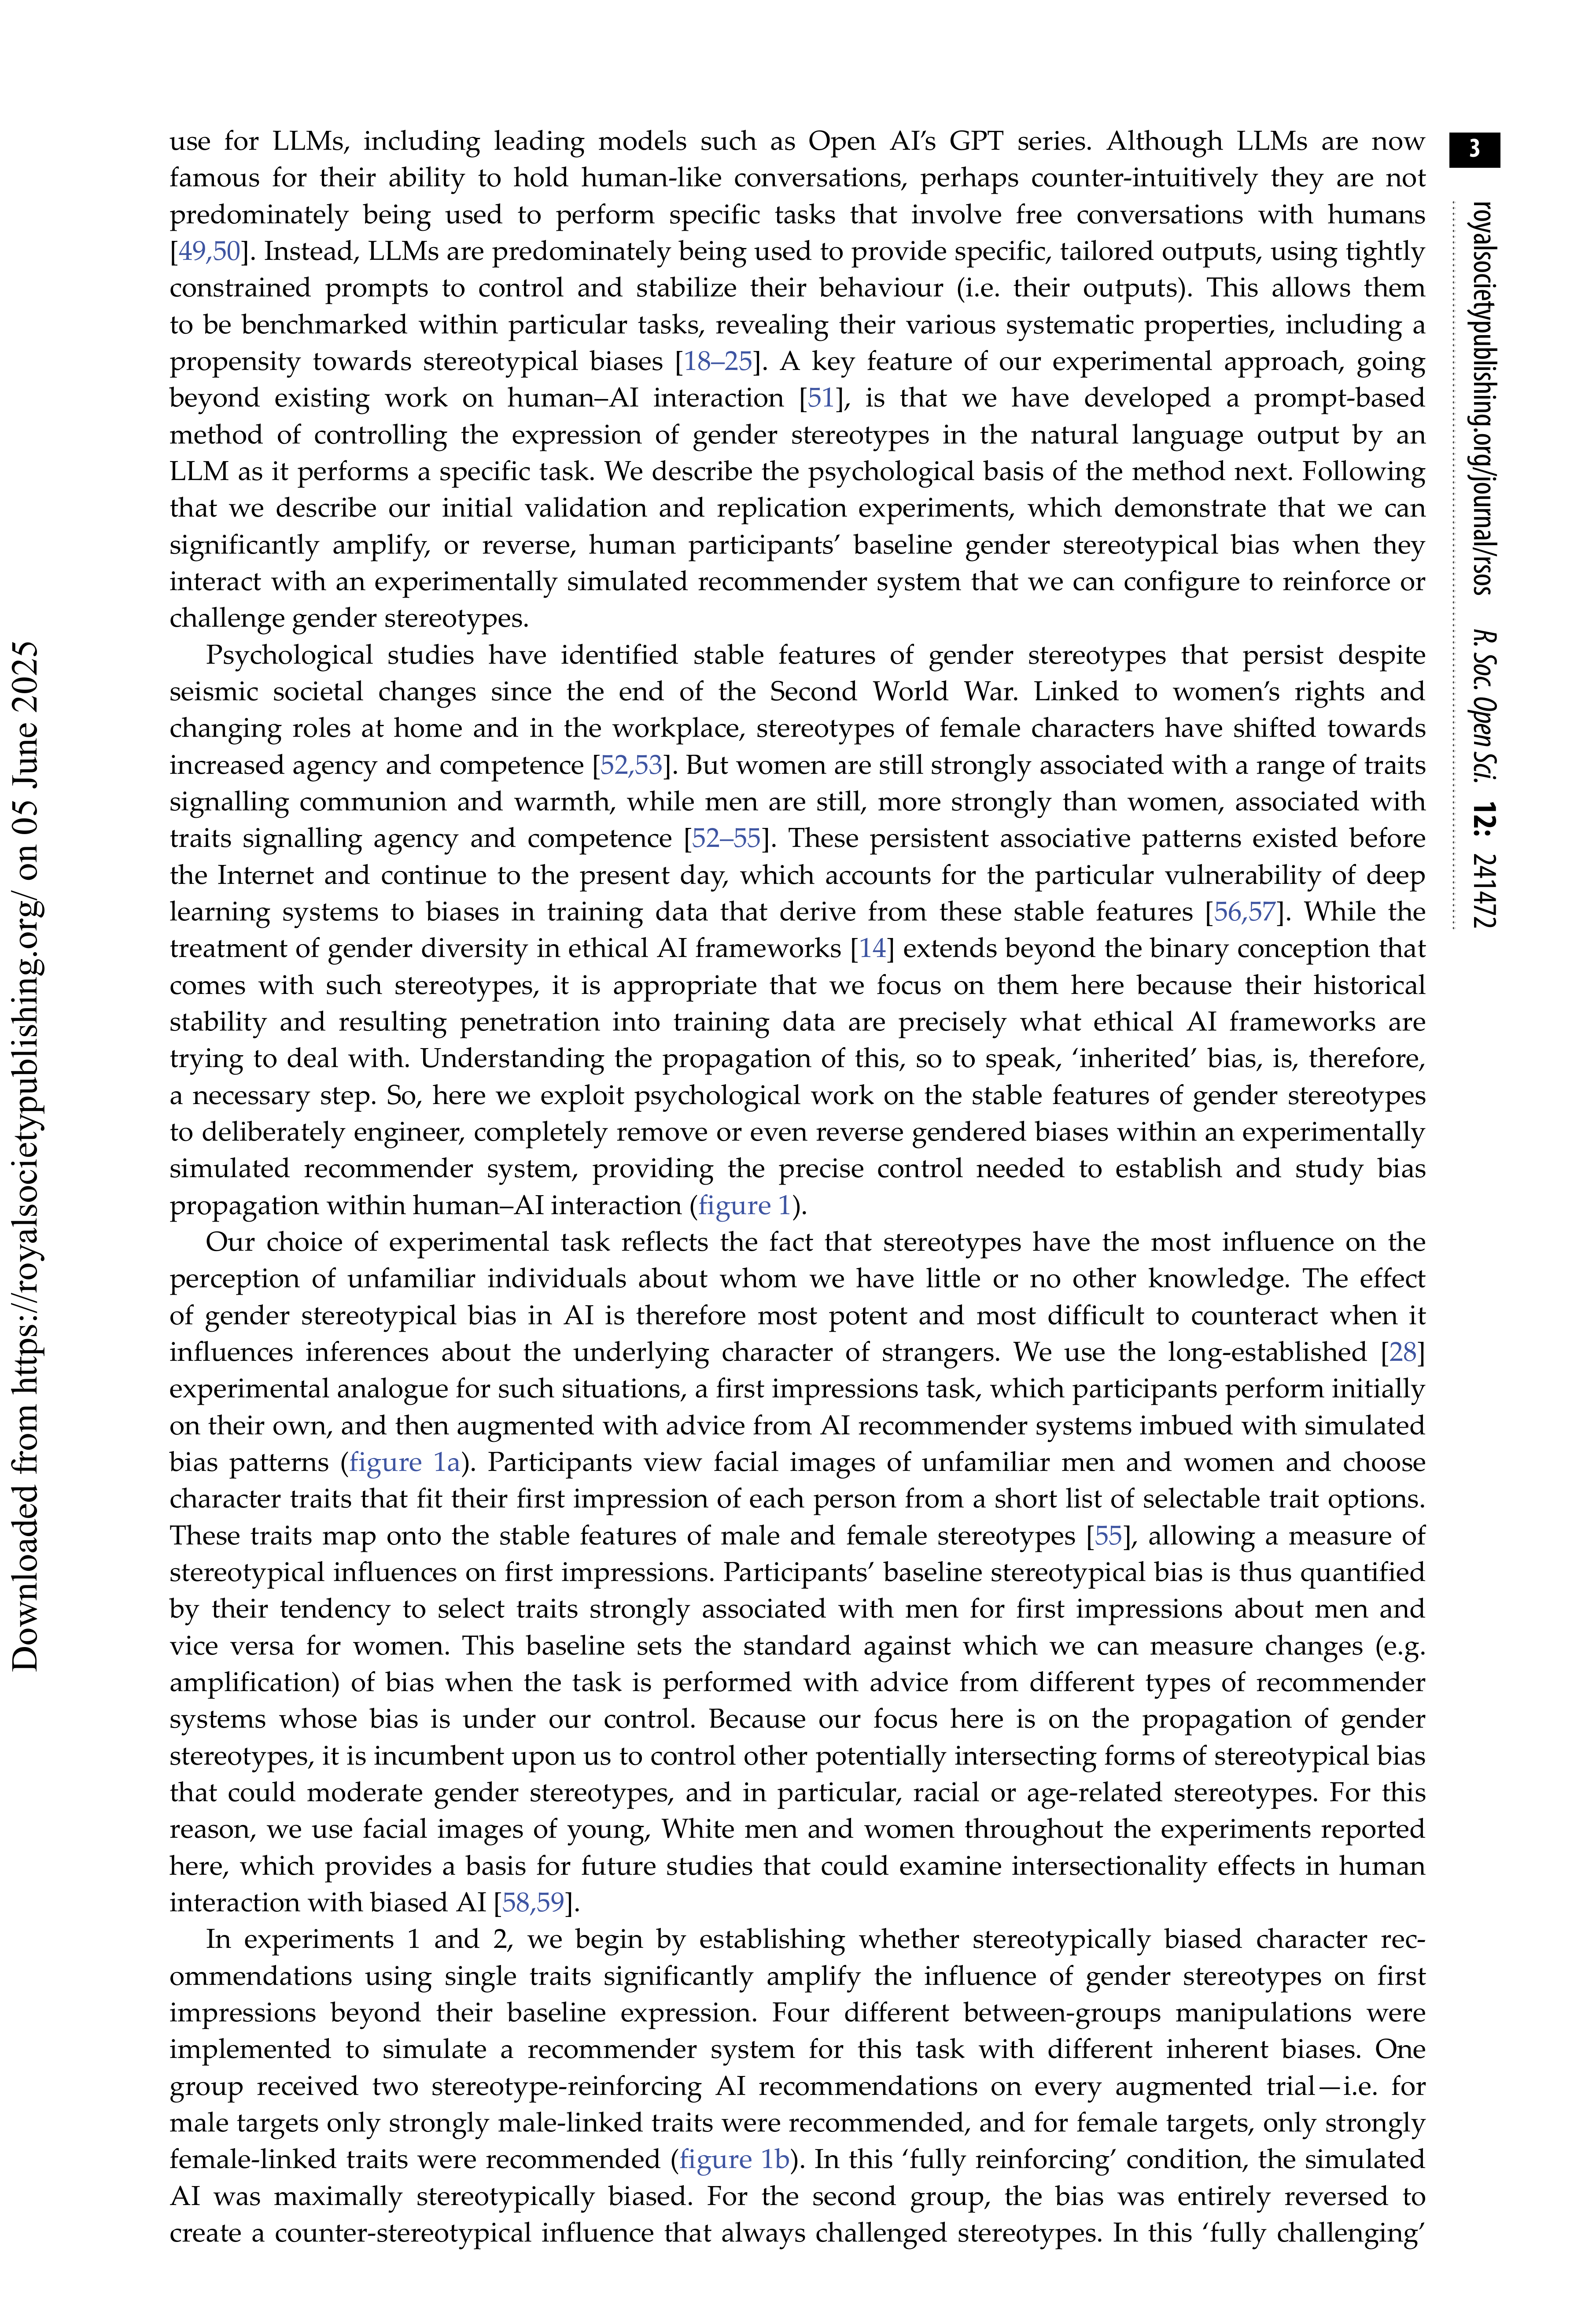 use for LLMs, including leading models such as Open AI’s GPT series. Although LLMs are now
famous for their ability to hold human-like conversations, perhaps counter-intuitively they are not
predominately being used to perform specific tasks that involve free conversations with humans
[49,50]. Instead, LLMs are predominately being used to provide specific, tailored outputs, using tightly
constrained prompts to control and stabilize their behaviour (i.e. their outputs). This allows them
to be benchmarked within particular tasks, revealing their various systematic properties, including a
propensity towards stereotypical biases [18–25]. A key feature of our experimental approach, going
beyond existing work on human–AI interaction [51], is that we have developed a prompt-based
method of controlling the expression of gender stereotypes in the natural language output by an
LLM as it performs a specific task. We describe the psychological basis of the method next. Following
that we describe our initial validation and replication experiments, which demonstrate that we can
significantly amplify, or reverse, human participants’ baseline gender stereotypical bias when they
interact with an experimentally simulated recommender system that we can configure to reinforce or
challenge gender stereotypes.
Psychological studies have identified stable features of gender stereotypes that persist despite
seismic societal changes since the end of the Second World War. Linked to women’s rights and
changing roles at home and in the workplace, stereotypes of female characters have shifted towards
increased agency and competence [52,53]. But women are still strongly associated with a range of traits
signalling communion and warmth, while men are still, more strongly than women, associated with
traits signalling agency and competence [52–55]. These persistent associative patterns existed before
the Internet and continue to the present day, which accounts for the particular vulnerability of deep
learning systems to biases in training data that derive from these stable features [56,57]. While the
treatment of gender diversity in ethical AI frameworks [14] extends beyond the binary conception that
comes with such stereotypes, it is appropriate that we focus on them here because their historical
stability and resulting penetration into training data are precisely what ethical AI frameworks are
trying to deal with. Understanding the propagation of this, so to speak, ‘inherited’ bias, is, therefore,
a necessary step. So, here we exploit psychological work on the stable features of gender stereotypes
to deliberately engineer, completely remove or even reverse gendered biases within an experimentally
simulated recommender system, providing the precise control needed to establish and study bias
propagation within human–AI interaction (figure 1).
Our choice of experimental task reflects the fact that stereotypes have the most influence on the
perception of unfamiliar individuals about whom we have little or no other knowledge. The effect
of gender stereotypical bias in AI is therefore most potent and most difficult to counteract when it
influences inferences about the underlying character of strangers. We use the long-established [28]
experimental analogue for such situations, a first impressions task, which participants perform initially
on their own, and then augmented with advice from AI recommender systems imbued with simulated
bias patterns (figure 1a). Participants view facial images of unfamiliar men and women and choose
character traits that fit their first impression of each person from a short list of selectable trait options.
These traits map onto the stable features of male and female stereotypes [55], allowing a measure of
stereotypical influences on first impressions. Participants’ baseline stereotypical bias is thus quantified
by their tendency to select traits strongly associated with men for first impressions about men and
vice versa for women. This baseline sets the standard against which we can measure changes (e.g.
amplification) of bias when the task is performed with advice from different types of recommender
systems whose bias is under our control. Because our focus here is on the propagation of gender
stereotypes, it is incumbent upon us to control other potentially intersecting forms of stereotypical bias
that could moderate gender stereotypes, and in particular, racial or age-related stereotypes. For this
reason, we use facial images of young, White men and women throughout the experiments reported
here, which provides a basis for future studies that could examine intersectionality effects in human
interaction with biased AI [58,59].
In experiments 1 and 2, we begin by establishing whether stereotypically biased character rec-
ommendations using single traits significantly amplify the influence of gender stereotypes on first
impressions beyond their baseline expression. Four different between-groups manipulations were
implemented to simulate a recommender system for this task with different inherent biases. One
group received two stereotype-reinforcing AI recommendations on every augmented trial—i.e. for
male targets only strongly male-linked traits were recommended, and for female targets, only strongly
female-linked traits were recommended (figure 1b). In this ‘fully reinforcing’ condition, the simulated
AI was maximally stereotypically biased. For the second group, the bias was entirely reversed to
create a counter-stereotypical influence that always challenged stereotypes. In this ‘fully challenging’
3
royalsocietypublishing.org/journal/rsos R. Soc. Open Sci. 12: 241472
Downloaded from https://royalsocietypublishing.org/ on 05 June 2025